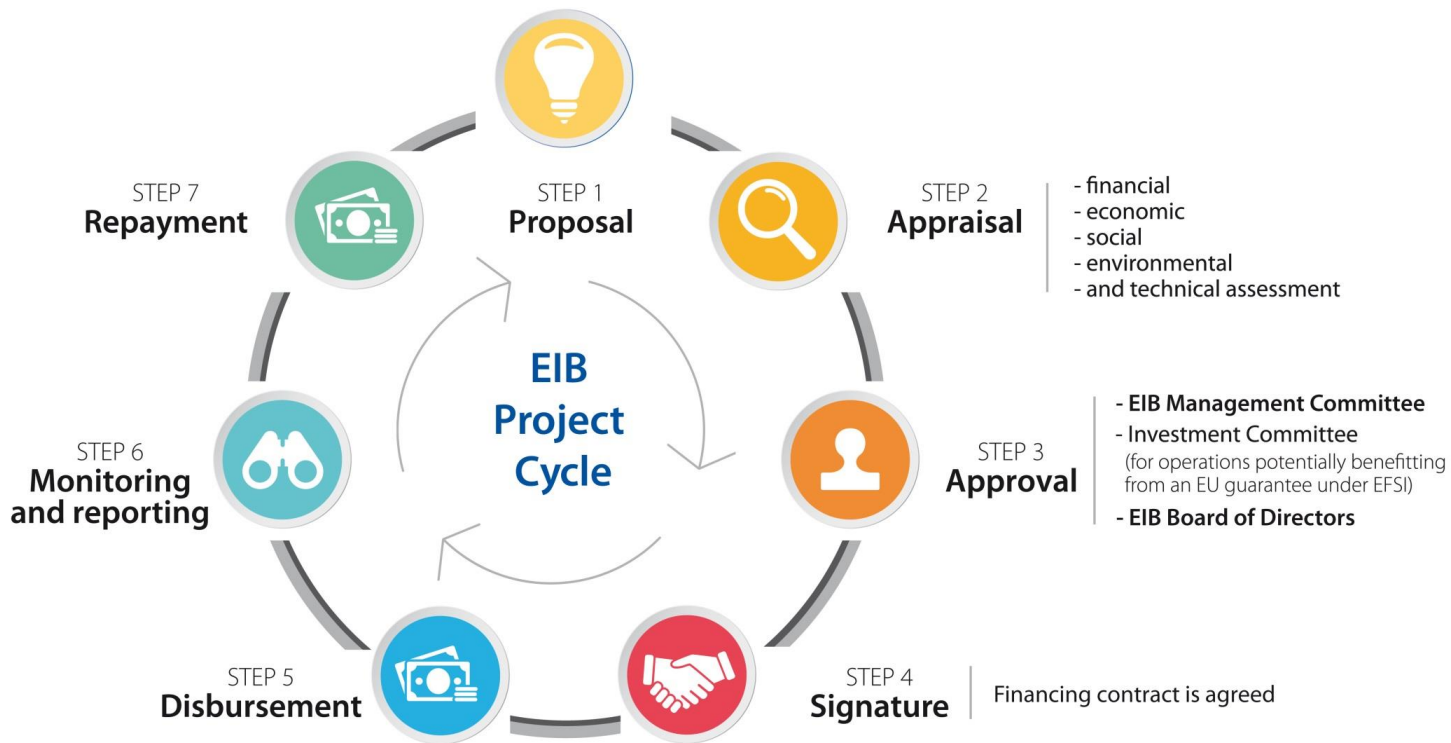 STEP 1
Proposal
STEP 2
Appraisal
- financial
- economic
- social
- environmental
- and technical assessment
STEP 3
Approval
- EIB Management Committee
- Investment Committee
(for operations potentially benefitting
from an EU guarantee under EFSI)
- EIB Board of Directors
STEP 4
Signature
Financing contract is agreed
STEP 5
Disbursement
STEP 6
Monitoring
and reporting
STEP 7
Repayment
EIB
Project
Cycle